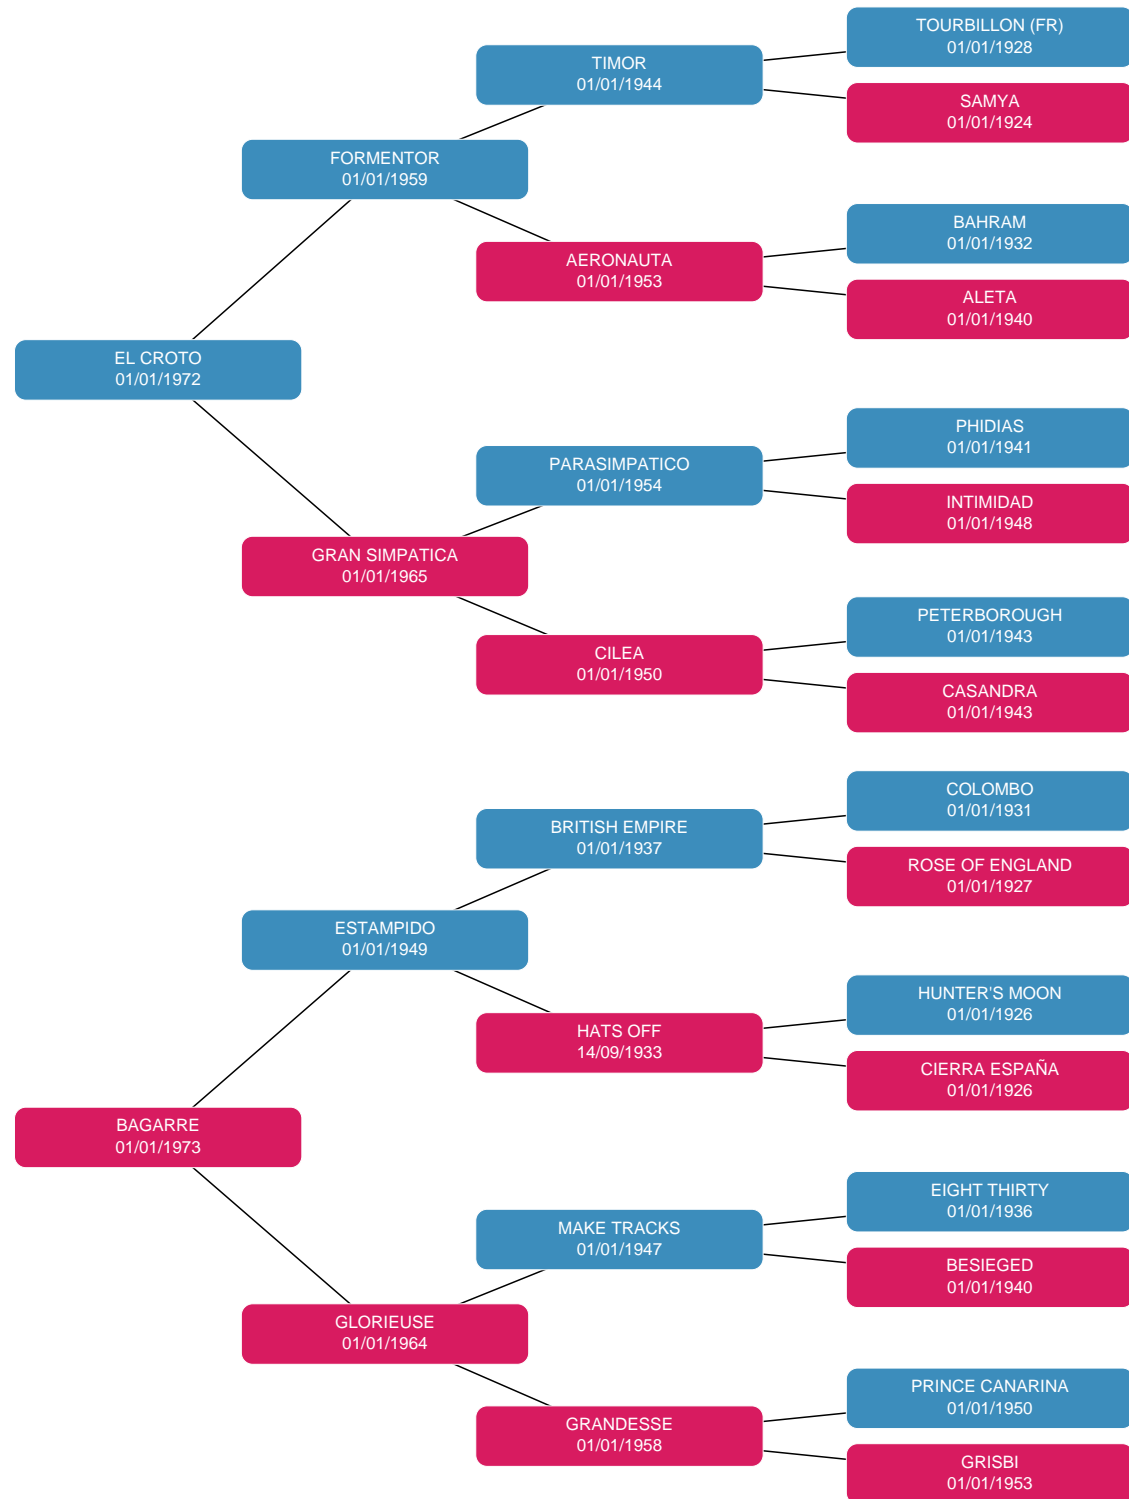 TOURBILLON (FR)
01/01/1928
TIMOR
01/01/1944
SAMYA
01/01/1924
FORMENTOR
01/01/1959
BAHRAM
01/01/1932
AERONAUTA
01/01/1953
ALETA
01/01/1940
EL CROTO
01/01/1972
PHIDIAS
01/01/1941
PARASIMPATICO
01/01/1954
INTIMIDAD
01/01/1948
GRAN SIMPATICA
01/01/1965
PETERBOROUGH
01/01/1943
CILEA
01/01/1950
CASANDRA
01/01/1943
COLOMBO
01/01/1931
BRITISH EMPIRE
01/01/1937
ROSE OF ENGLAND
01/01/1927
ESTAMPIDO
01/01/1949
HUNTER'S MOON
01/01/1926
HATS OFF
14/09/1933
CIERRA ESPAÑA
01/01/1926
BAGARRE
01/01/1973
EIGHT THIRTY
01/01/1936
MAKE TRACKS
01/01/1947
BESIEGED
01/01/1940
GLORIEUSE
01/01/1964
PRINCE CANARINA
01/01/1950
GRANDESSE
01/01/1958
GRISBI
01/01/1953